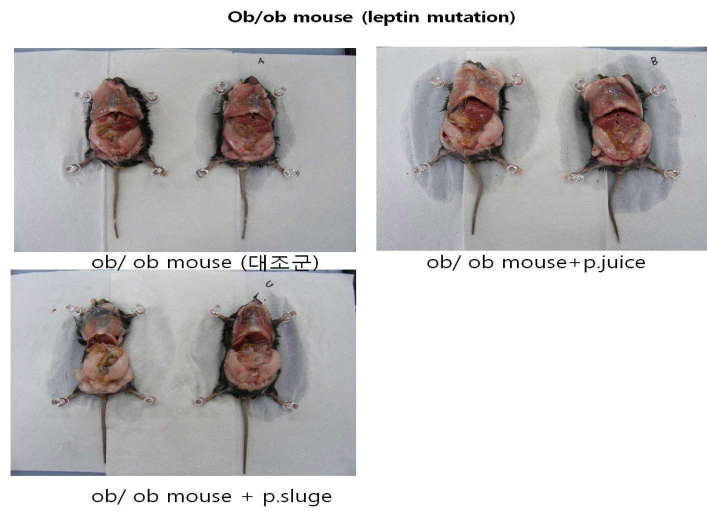 Ob/ob mouse (leptin mutation)
A
B
ob/ ob mouse (대조군)
ob/ ob mouse+p.juice
C
ob/ ob mouse + p.sluge